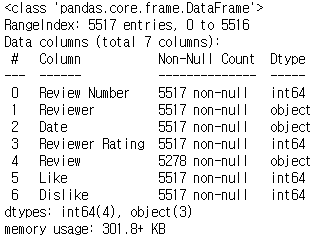 <class 'pandas.core.frame.DataFrame'>
RangeIndex: 5517 entries, 0 to 5516
Data columns (total 7 columns):
 #   Column           Non-Null Count  Dtype
---  ------           --------------  -----
 0   Review Number    5517 non-null   int64
 1   Reviewer         5517 non-null   object
 2   Date             5517 non-null   object
 3   Reviewer Rating  5517 non-null   int64
 4   Review           5278 non-null   object
 5   Like             5517 non-null   int64
 6   Dislike          5517 non-null   int64
dtypes: int64(4), object(3)
memory usage: 301.8+ KB